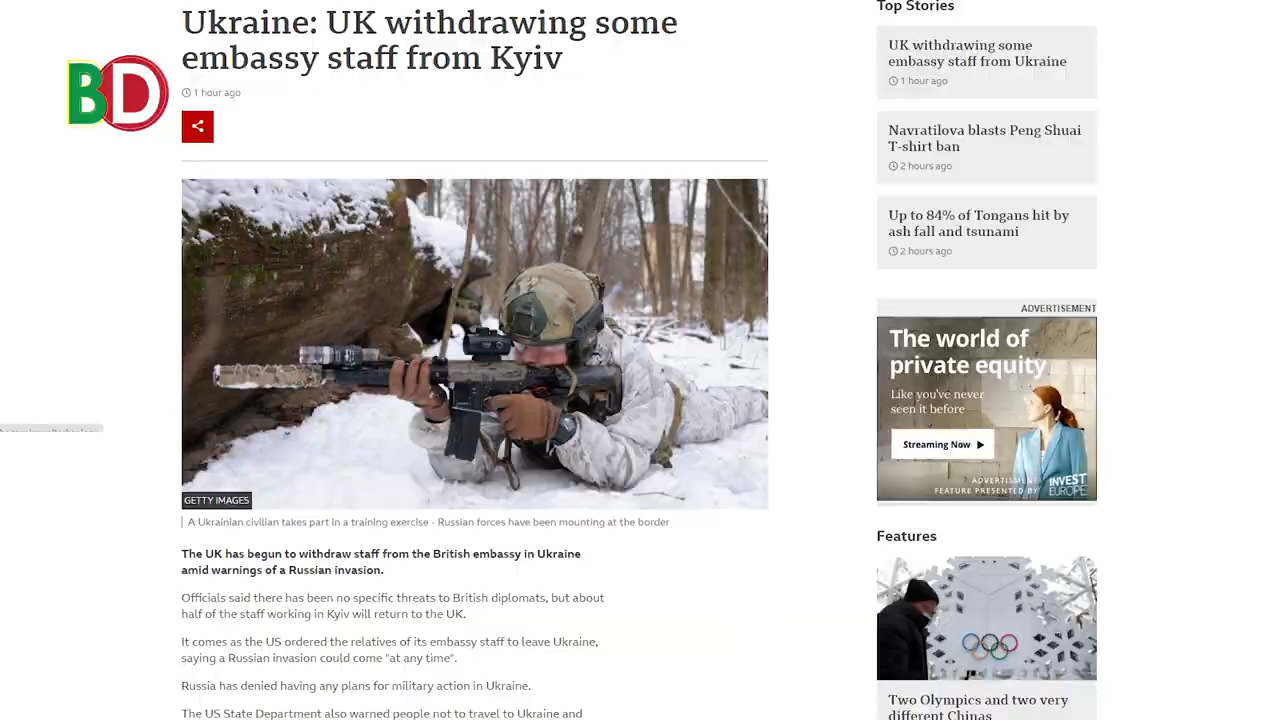 Ukraine: UK withdrawing some
embassy staff from Kyiv
1 hour ago
BD
GETTY IMAGES
A Ukrainian civilian takes part in a training exercise - Russian forces have been mounting at the border
The UK has begun to withdraw staff from the British embassy in Ukraine
amid warnings of a Russian invasion.
Officials said there has been no specific threats to British diplomats, but about
half of the staff working in Kyiv will return to the UK.
It comes as the US ordered the relatives of its embassy staff to leave Ukraine,
saying a Russian invasion could come "at any time".
Russia has denied having any plans for military action in Ukraine.
The US State Department also warned people not to travel to Ukraine and
Top Stories
UK withdrawing some
embassy staff from Ukraine
1 hour ago
Navratilova blasts Peng Shuai
T-shirt ban
2 hours ago
Up to 84% of Tongans hit by
ash fall and tsunami
2 hours ago
ADVERTISEMENT
The world of
private equity
Like you've never
seen it before
Streaming Now
ADVERTISMENT
FEATURE PRESENTED BY
INVEST
EUROPE
Features
Two Olympics and two very
different Chinas